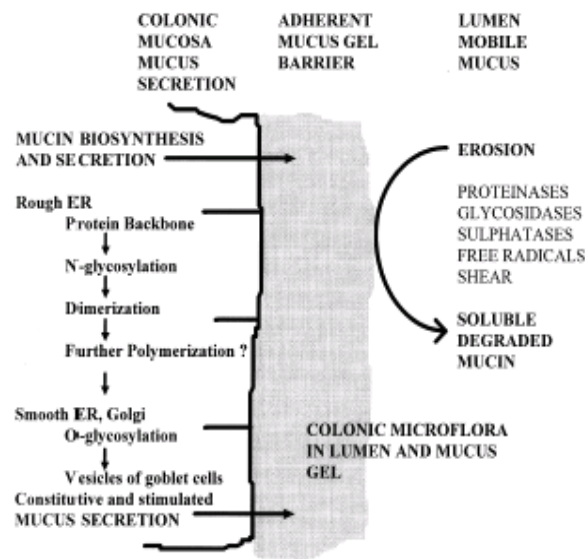 COLONIC
MUCOSA
MUCUS
SECRETION
ADHERENT
MUCUS GEL
BARRIER
LUMEN
MOBILE
MUCUS
MUCIN BIOSYNTHESIS
AND SECRETION
Rough ER
Protein Backbone
N-glycosylation
Dimerization
Further Polymerization ?
Smooth ER, Golgi
O-glycosylation
Vesicles of goblet cells
Constitutive and stimulated
MUCUS SECRETION
EROSION
PROTEINASES
GLYCOSIDASES
SULPHATASES
FREE RADICALS
SHEAR
SOLUBLE
DEGRADED
MUCIN
COLONIC MICROFLORA
IN LUMEN AND MUCUS
GEL